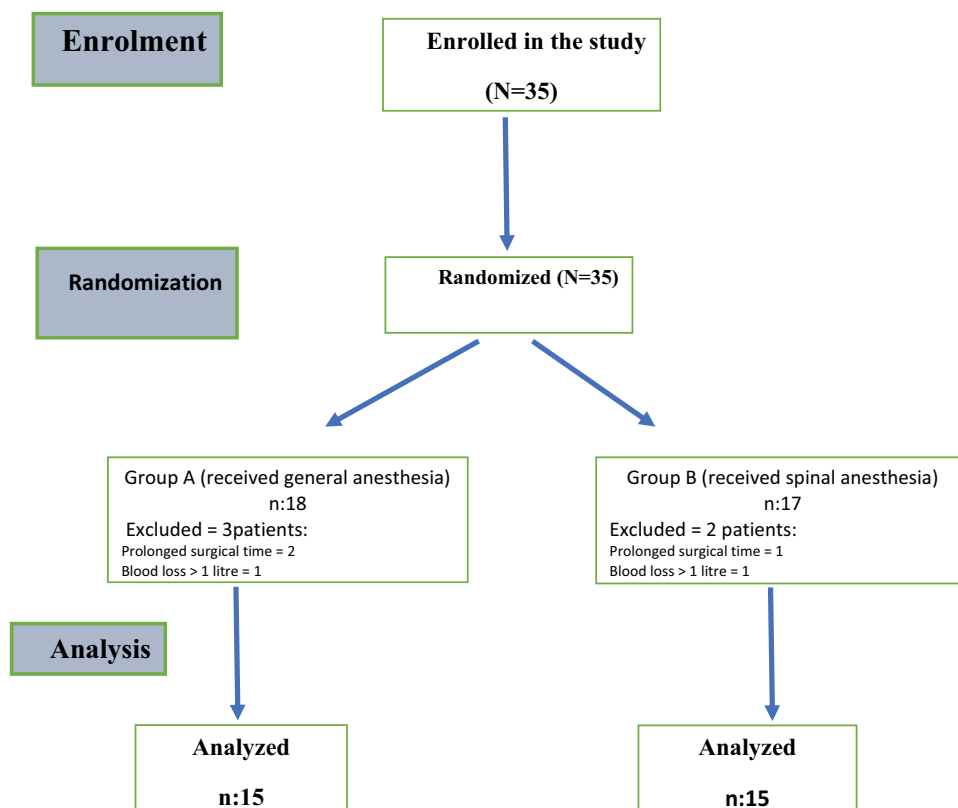 Enrolment
Enrolled in the study
(N=35)
Randomization
Randomized (N=35)
Group A (received general anesthesia)
n:18
Excluded = 3patients:
Prolonged surgical time = 2
Blood loss > 1 litre = 1
Group B (received spinal anesthesia)
n:17
Excluded = 2 patients:
Prolonged surgical time = 1
Blood loss > 1 litre = 1
Analysis
Analyzed
n:15
Analyzed
n:15